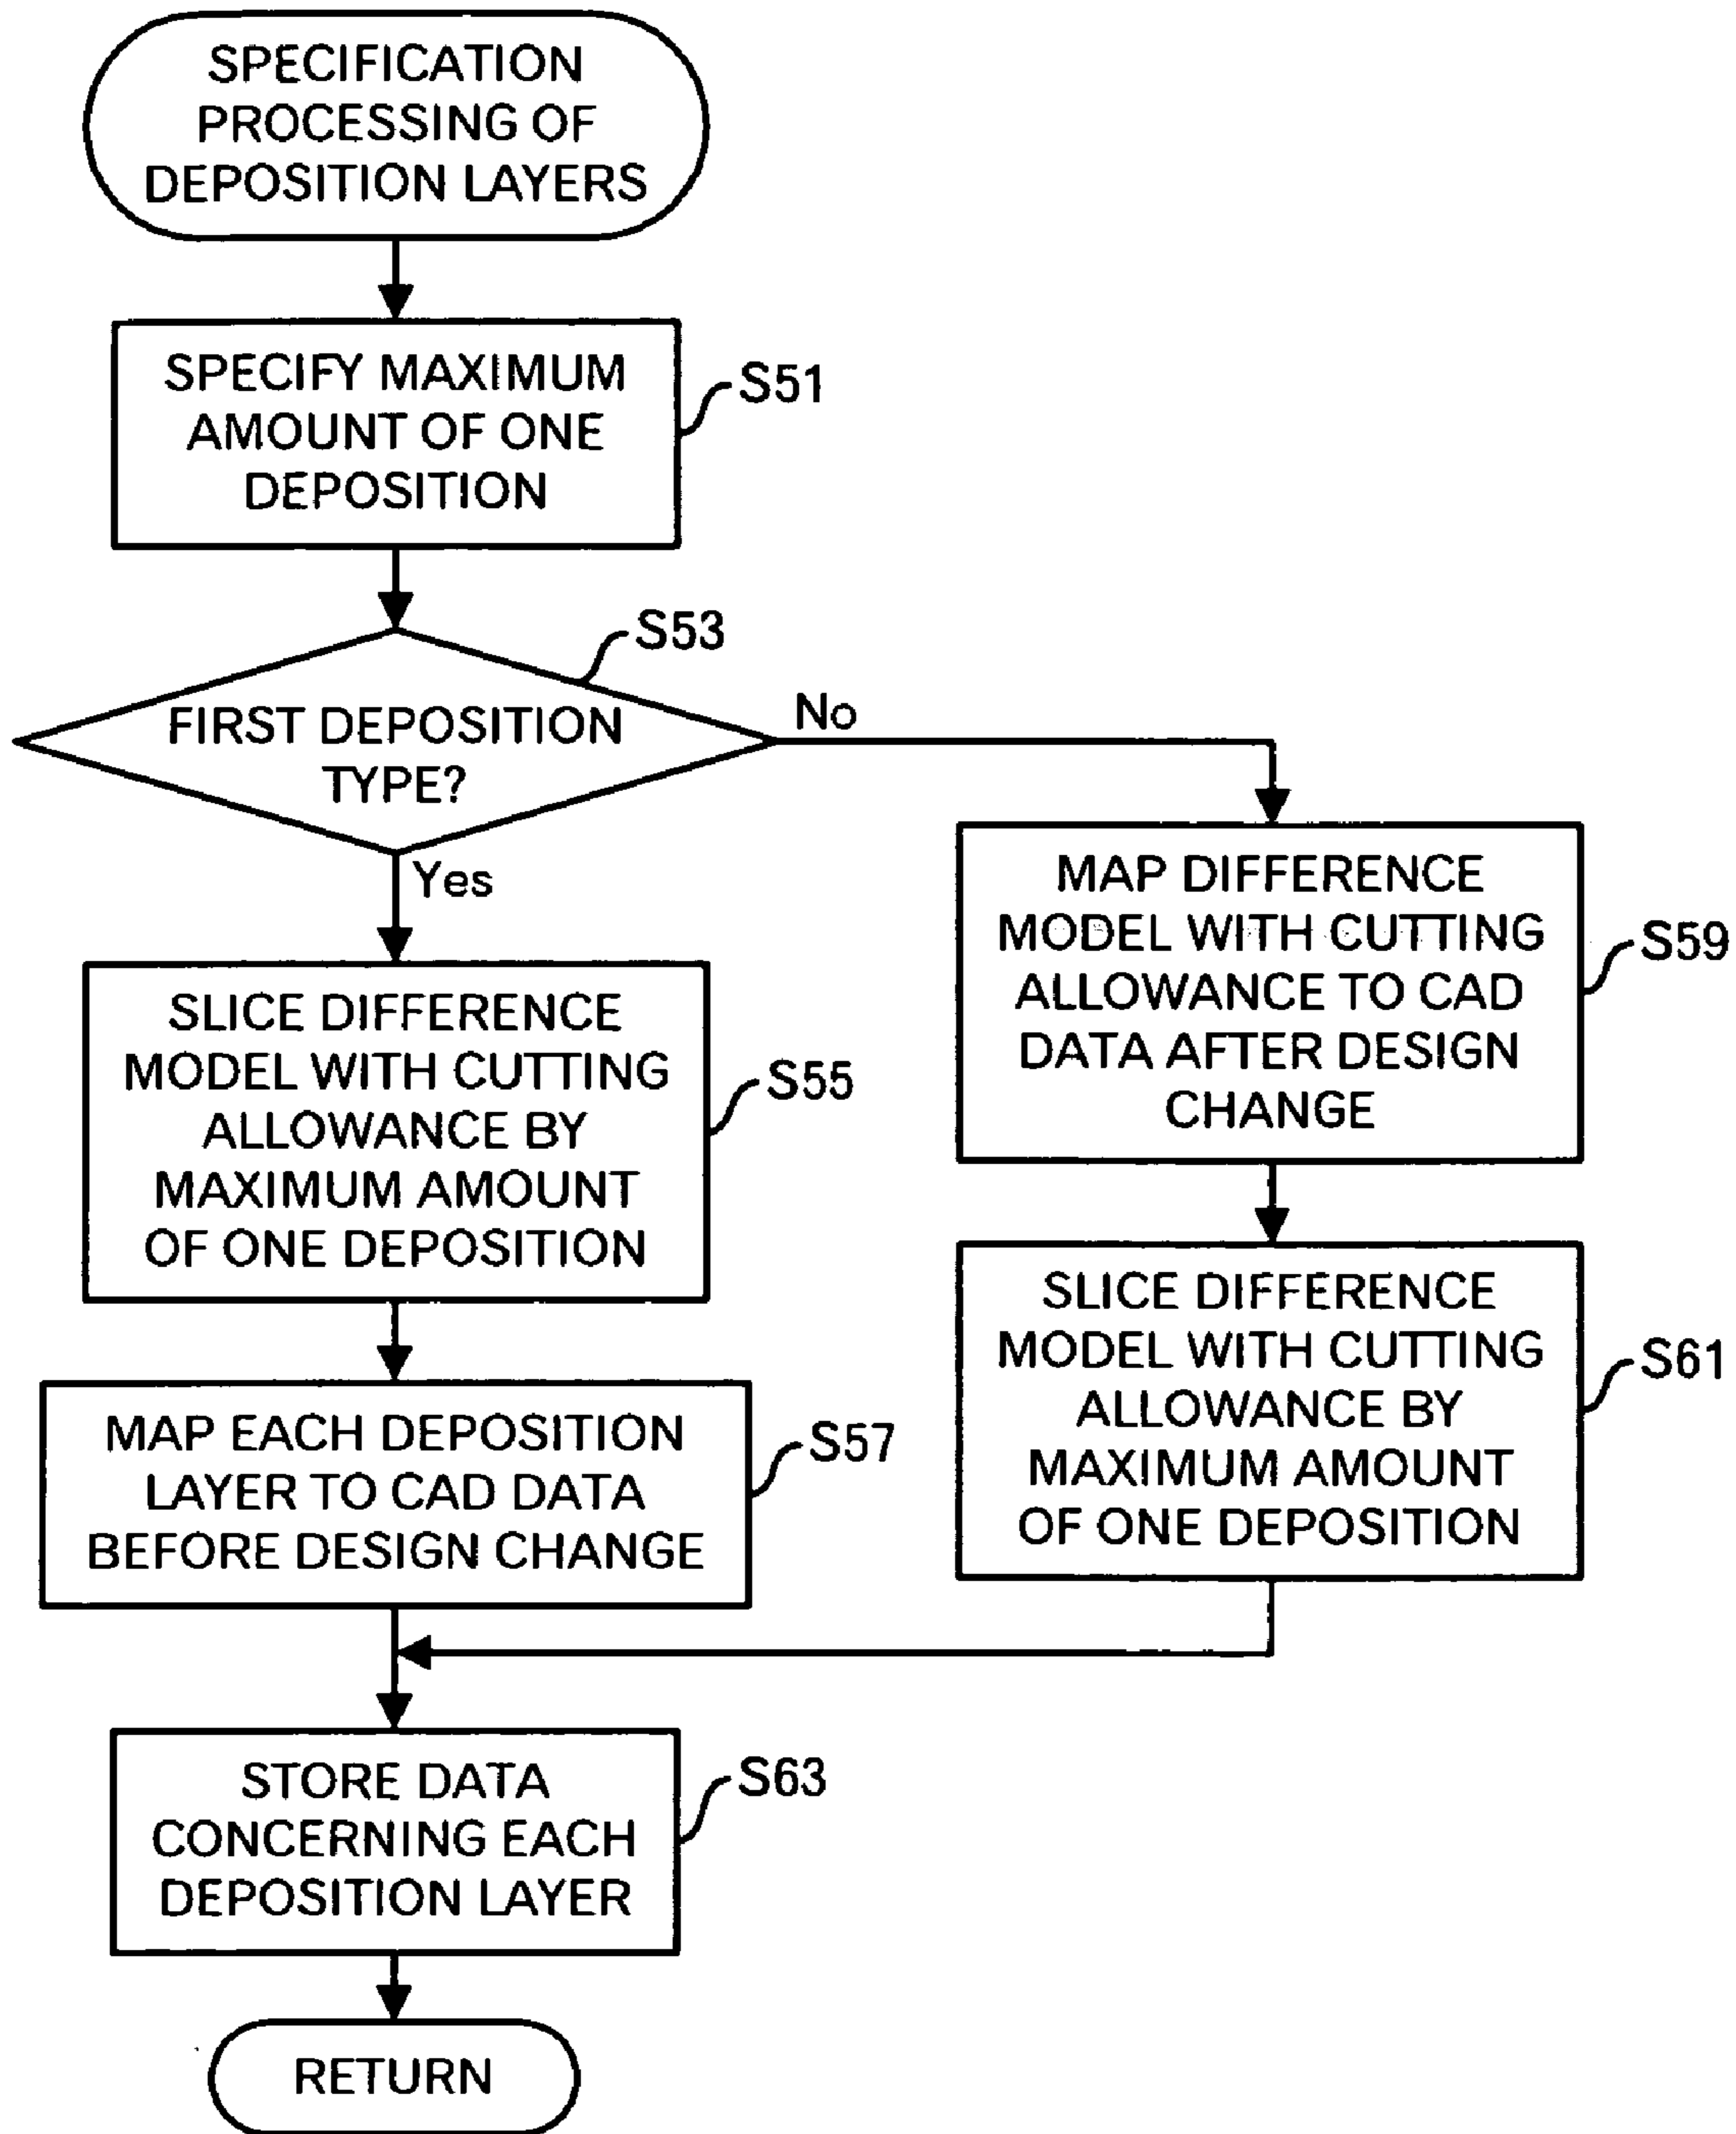 SPECIFICATION
PROCESSING OF
DEPOSITION LAYERS
SPECIFY MAXIMUM
AMOUNT OF ONE
DEPOSITION
S51
S53
FIRST DEPOSITION
TYPE?
No
Yes
SLICE DIFFERENCE
MODEL WITH CUTTING
ALLOWANCE BY
MAXIMUM AMOUNT
OF ONE DEPOSITION
S55
MAP EACH DEPOSITION
LAYER TO CAD DATA
BEFORE DESIGN CHANGE
S57
MAP DIFFERENCE
MODEL WITH CUTTING
ALLOWANCE TO CAD
DATA AFTER DESIGN
CHANGE
S59
SLICE DIFFERENCE
MODEL WITH CUTTING
ALLOWANCE BY
MAXIMUM AMOUNT
OF ONE DEPOSITION
S61
STORE DATA
CONCERNING EACH
DEPOSITION LAYER
S63
RETURN